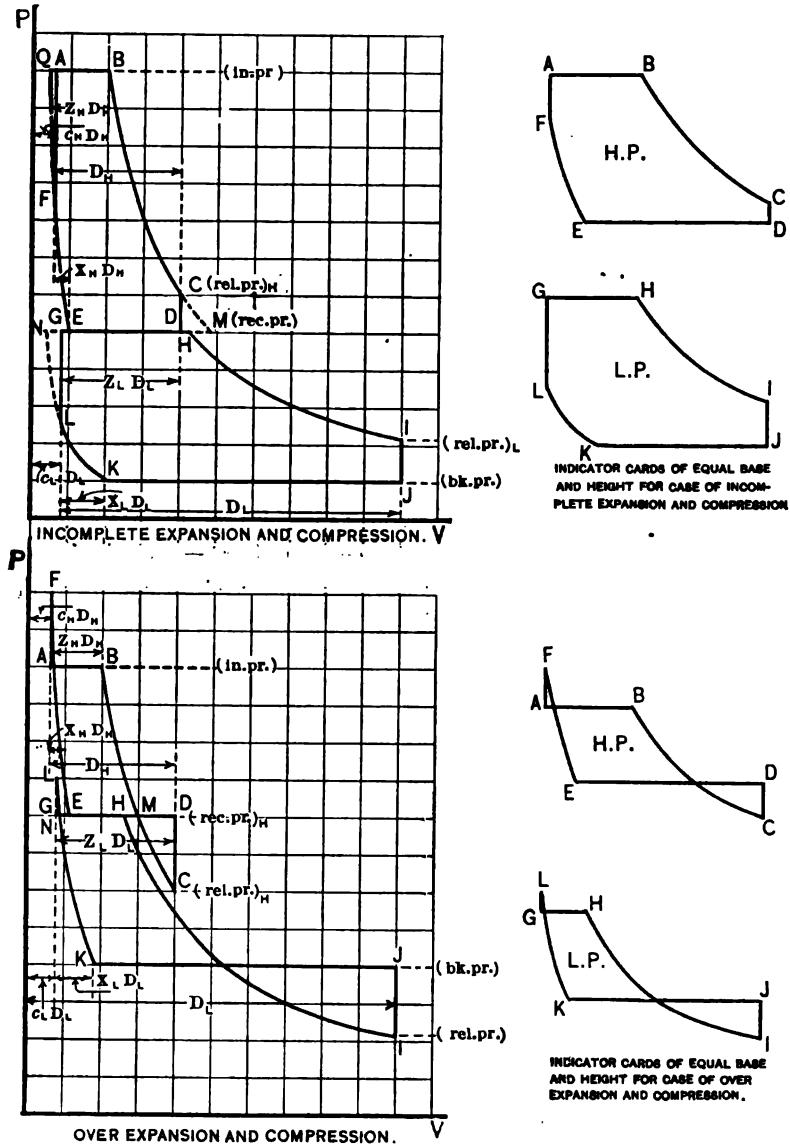 P
Q A B (in.pr)
Z_H D_H
c_H D_H
D_H
F
X_H D_H
C (rel.pr.)_H
N G E D M (rec.pr.)
H
Z_L D_L
L
I
(rel.pr.)_L
K
(bk.pr.)
c_L D_L
X_L D_L
J
D_L
INCOMPLETE EXPANSION AND COMPRESSION. V
A B
F
H.P.
C
E D
G H
L.P.
L
I
K J
INDICATOR CARDS OF EQUAL BASE
AND HEIGHT FOR CASE OF INCOM-
PLETE EXPANSION AND COMPRESSION
P
F
c_H D_H
Z_H D_H
A B (in.pr.)
X_H D_H
D_H
L
G E H M D (rec.pr.)_H
N
Z_L D_L
C (rel.pr.)_H
K J (bk.pr.)
X_L D_L
c_L D_L
D_L
I (rel.pr.)
OVER EXPANSION AND COMPRESSION. V
F
A B
H.P.
E D
C
L
G H
L.P.
K J
I
INDICATOR CARDS OF EQUAL BASE
AND HEIGHT FOR CASE OF OVER
EXPANSION AND COMPRESSION.